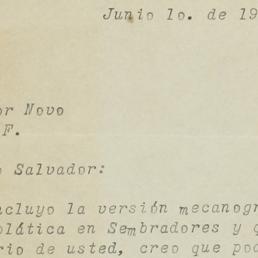 Junio 1o. de 19
or Novo
F.
Salvador:
ncluyo la versión mecanogr
plática en Sembradores y q
rio de usted, creo que pod